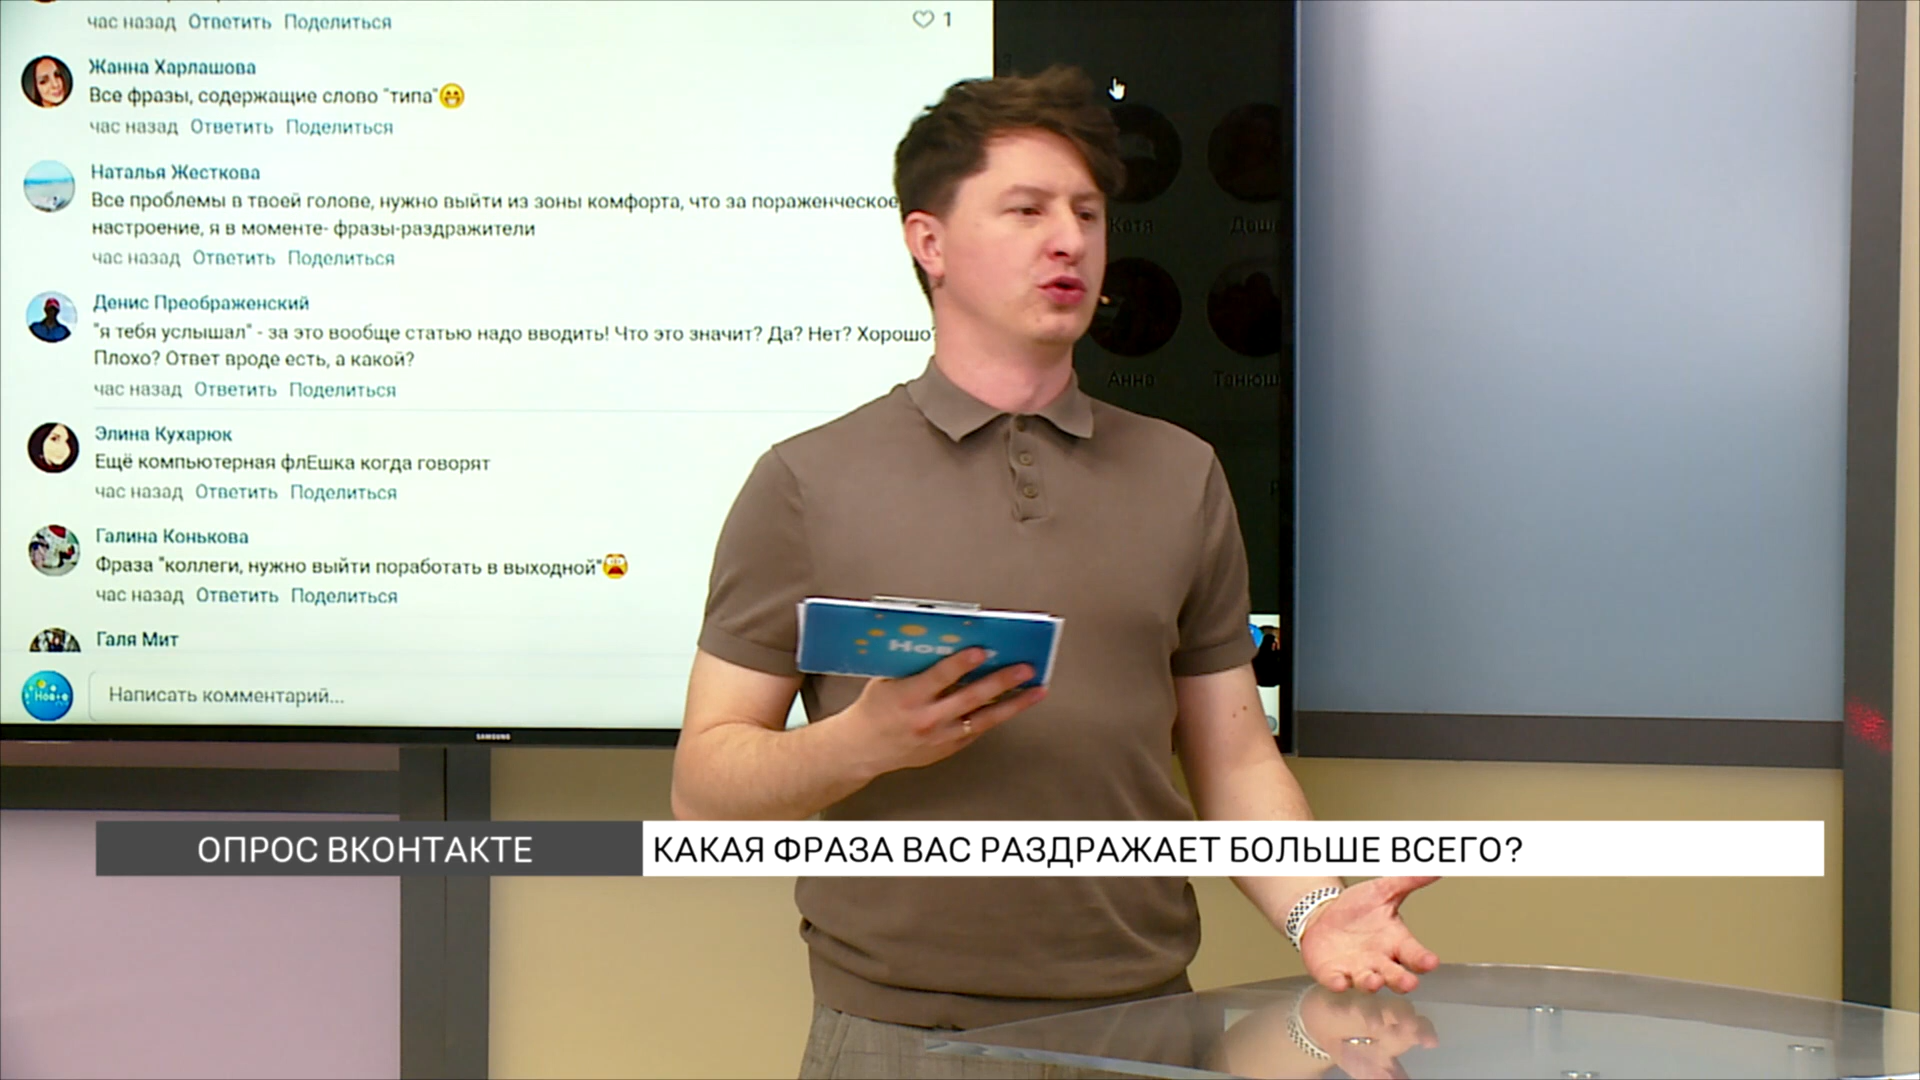 час назад Ответить Поделиться
1
Жанна Харлашова
Все фразы, содержащие слово "типа"😁
час назад Ответить Поделиться
Наталья Жесткова
Все проблемы в твоей голове, нужно выйти из зоны комфорта, что за пораженческое
настроение, я в моменте- фразы-раздражители
час назад Ответить Поделиться
Денис Преображенский
"я тебя услышал" - за это вообще статью надо вводить! Что это значит? Да? Нет? Хорошо?
Плохо? Ответ вроде есть, а какой?
час назад Ответить Поделиться
Элина Кухарюк
Ещё компьютерная флЕшка когда говорят
час назад Ответить Поделиться
Галина Конькова
Фраза "коллеги, нужно выйти поработать в выходной"😱
час назад Ответить Поделиться
Галя Мит
Написать комментарий...
SAMSUNG
Катя
Даша
Анна
Танюш
ОПРОС ВКОНТАКТЕ
КАКАЯ ФРАЗА ВАС РАЗДРАЖАЕТ БОЛЬШЕ ВСЕГО?